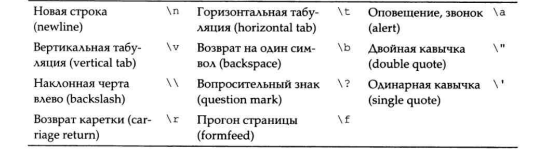 Новая строка \n Горизонтальная табу- \t Оповещение, звонок \a
(newline) ляция (horizontal tab) (alert)
Вертикальная табу- \v Возврат на один сим- \b Двойная кавычка \"
ляция (vertical tab) вол (backspace) (double quote)
Наклонная черта \\ Вопросительный знак \? Одинарная кавычка \'
влево (backslash) (question mark) (single quote)
Возврат каретки (car- \r Прогон страницы \f
riage return) (formfeed)